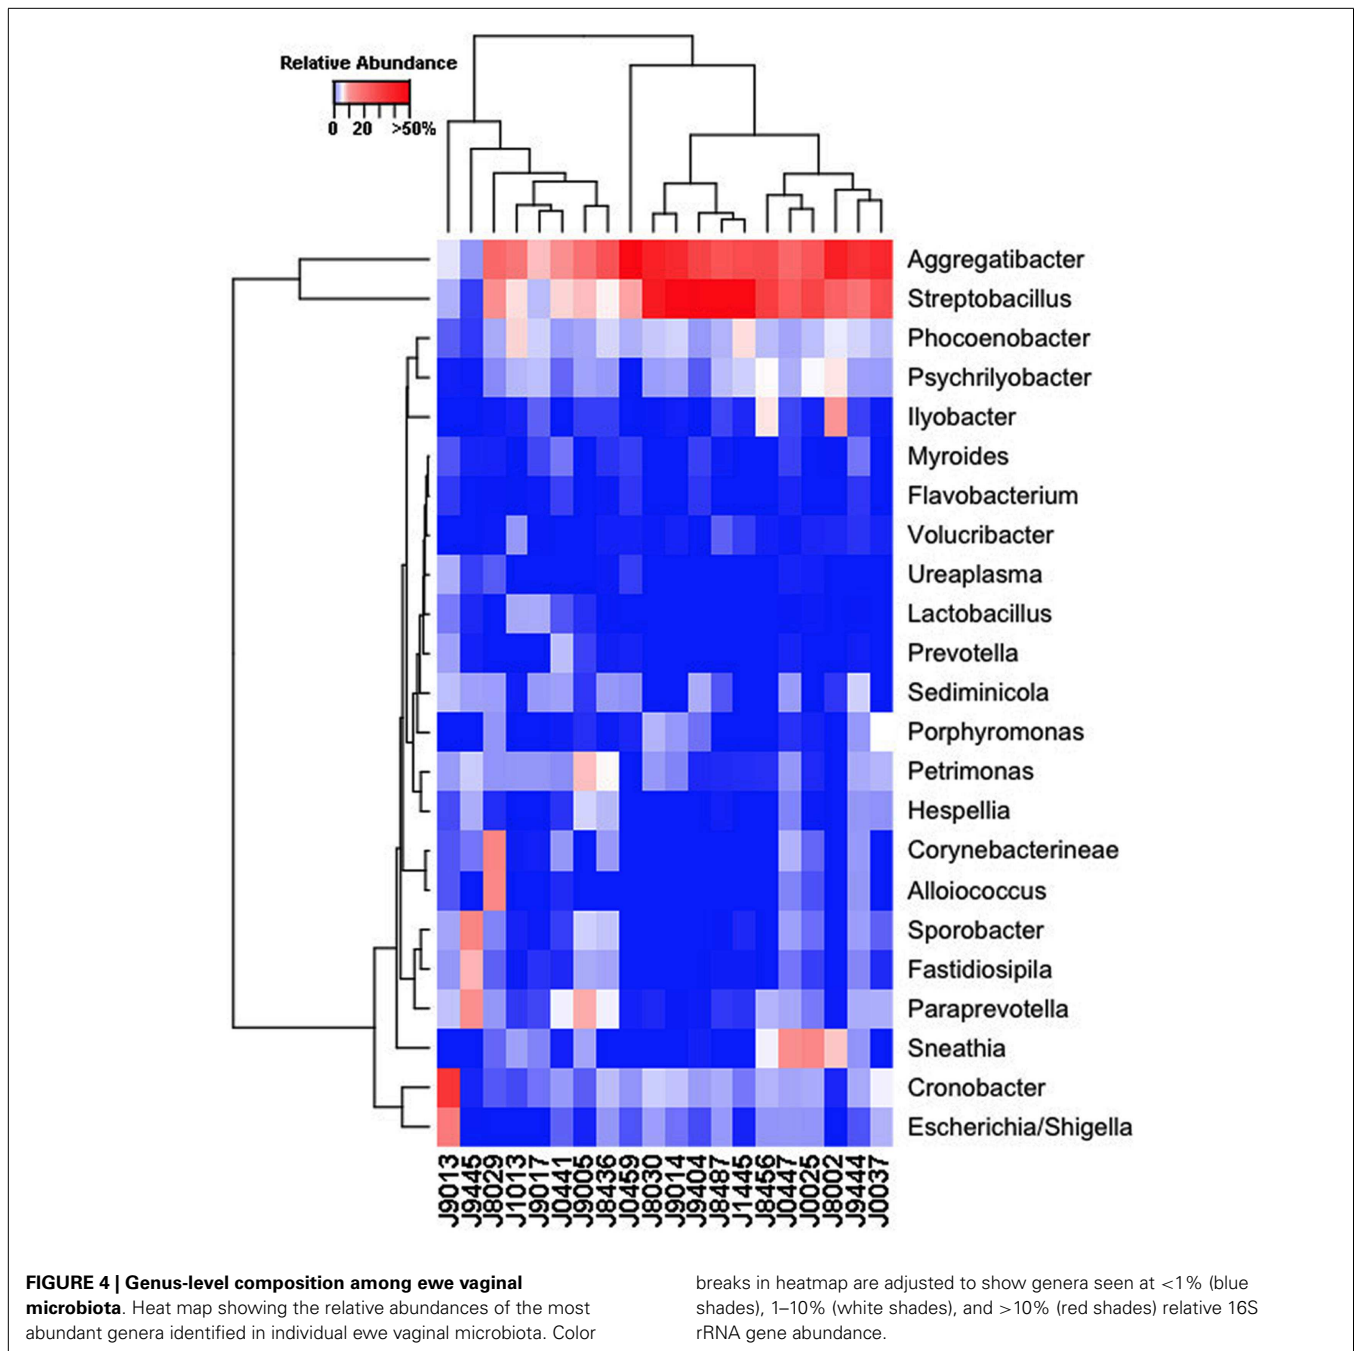 Relative Abundance
0 20 >50%
Aggregatibacter
Streptobacillus
Phocoenobacter
Psychrilyobacter
Ilyobacter
Myroides
Flavobacterium
Volucribacter
Ureaplasma
Lactobacillus
Prevotella
Sediminicola
Porphyromonas
Petrimonas
Hespellia
Corynebacterineae
Alloiococcus
Sporobacter
Fastidiosipila
Paraprevotella
Sneathia
Cronobacter
Escherichia/Shigella
J9013
J9445
J8029
J1013
J9017
J0441
J9005
J8436
J0459
J8030
J9014
J9404
J8487
J1445
J8456
J0447
J0025
J8002
J9444
J0037
FIGURE 4 | Genus-level composition among ewe vaginal
microbiota. Heat map showing the relative abundances of the most
abundant genera identified in individual ewe vaginal microbiota. Color
breaks in heatmap are adjusted to show genera seen at <1% (blue
shades), 1–10% (white shades), and >10% (red shades) relative 16S
rRNA gene abundance.